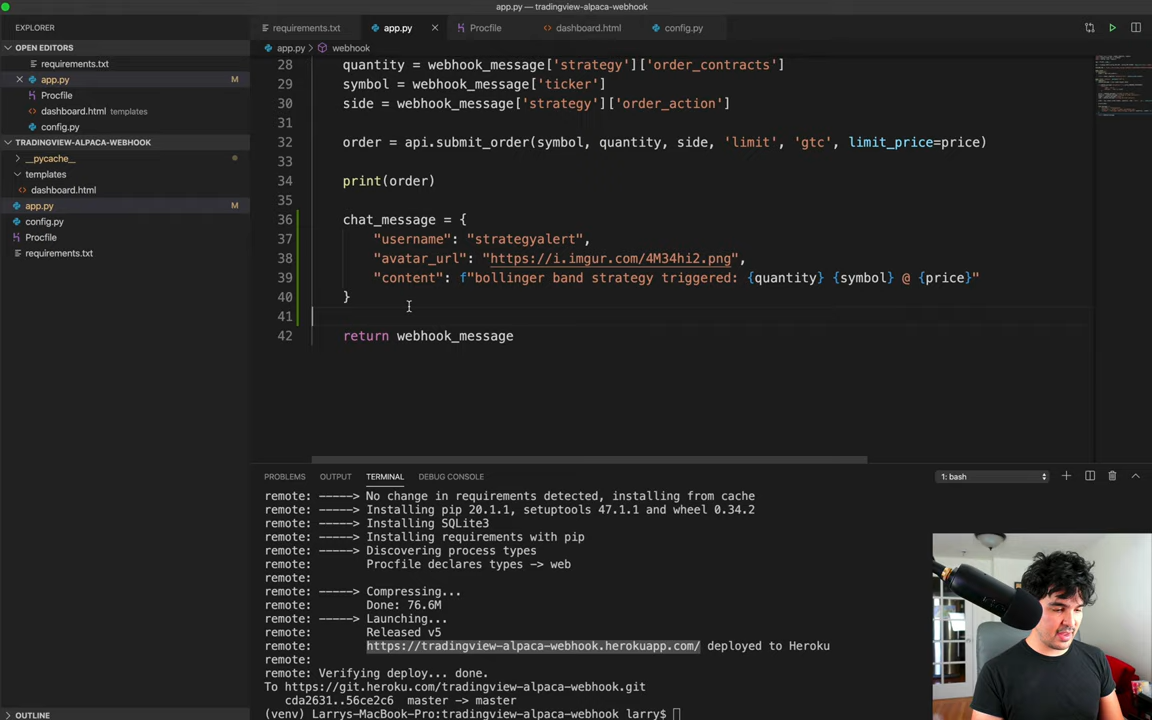 app.py — tradingview-alpaca-webhook
EXPLORER
requirements.txt
app.py
Procfile
dashboard.html
config.py
OPEN EDITORS
requirements.txt
app.py M
Procfile
dashboard.html templates
config.py
TRADINGVIEW-ALPACA-WEBHOOK
__pycache__
templates
dashboard.html
app.py M
config.py
Procfile
requirements.txt
OUTLINE
app.py > webhook
28 quantity = webhook_message['strategy']['order_contracts']
29 symbol = webhook_message['ticker']
30 side = webhook_message['strategy']['order_action']
31
32 order = api.submit_order(symbol, quantity, side, 'limit', 'gtc', limit_price=price)
33
34 print(order)
35
36 chat_message = {
37 "username": "strategyalert",
38 "avatar_url": "https://i.imgur.com/4M34hi2.png",
39 "content": f"bollinger band strategy triggered: {quantity} {symbol} @ {price}"
40 }
41
42 return webhook_message
PROBLEMS OUTPUT TERMINAL DEBUG CONSOLE 1: bash
remote: -----> No change in requirements detected, installing from cache
remote: -----> Installing pip 20.1.1, setuptools 47.1.1 and wheel 0.34.2
remote: -----> Installing SQLite3
remote: -----> Installing requirements with pip
remote: -----> Discovering process types
remote: Procfile declares types -> web
remote:
remote: -----> Compressing...
remote: Done: 76.6M
remote: -----> Launching...
remote: Released v5
remote: https://tradingview-alpaca-webhook.herokuapp.com/ deployed to Heroku
remote:
remote: Verifying deploy... done.
To https://git.heroku.com/tradingview-alpaca-webhook.git
cda2631..56ce2c6 master -> master
(venv) Larrys-MacBook-Pro:tradingview-alpaca-webhook larry$